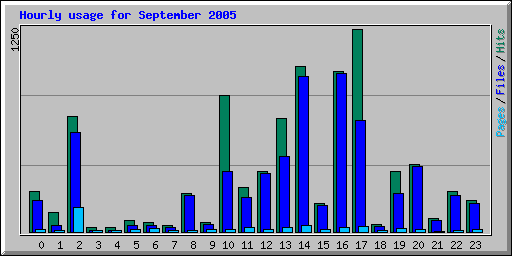 Hourly usage for September 2005
1250
Pages/Files/Hits
0 1 2 3 4 5 6 7 8 9 10 11 12 13 14 15 16 17 18 19 20 21 22 23